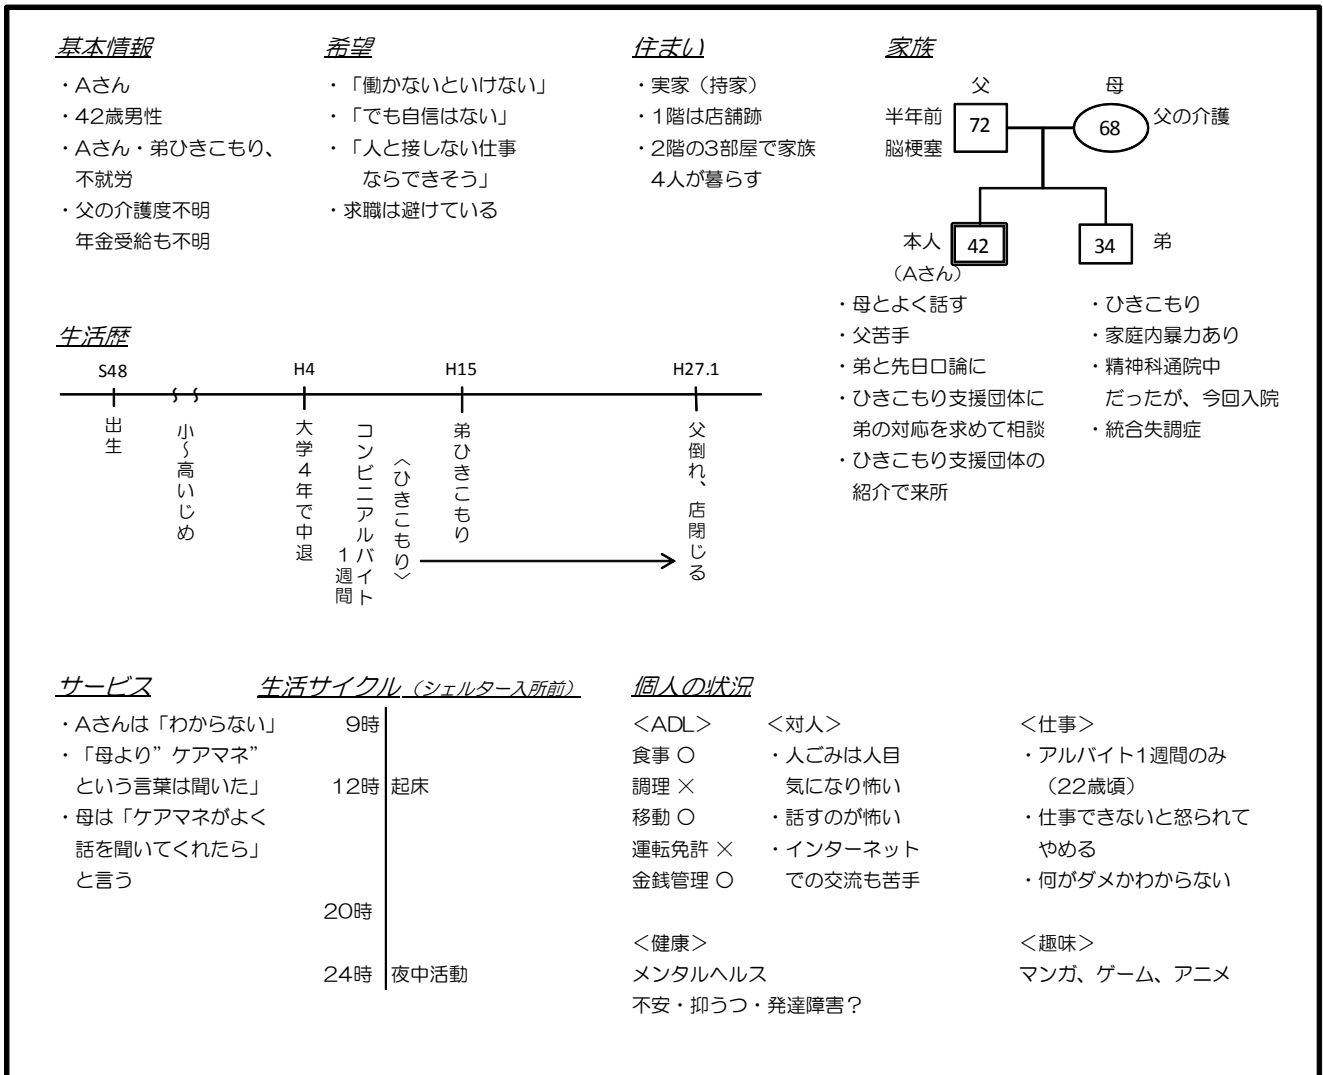 基本情報
・Aさん
・42歳男性
・Aさん・弟ひきこもり、
不就労
・父の介護度不明
年金受給も不明
希望
・「働かないといけない」
・「でも自信はない」
・「人と接しない仕事
ならできそう」
・求職は避けている
住まい
・実家（持家）
・1階は店舗跡
・2階の3部屋で家族
4人が暮らす
家族
父
母
半年前
脳梗塞
72
68
父の介護
本人
（Aさん）
42
34
弟
・母とよく話す
・父苦手
・弟と先日口論に
・ひきこもり支援団体に
弟の対応を求めて相談
・ひきこもり支援団体の
紹介で来所
・ひきこもり
・家庭内暴力あり
・精神科通院中
だったが、今回入院
・統合失調症
生活歴
S48
H4
H15
H27.1
出生
小～高いじめ
大学4年で中退
コンビニアルバイト
1週間
〈ひきこもり〉
弟ひきこもり
父倒れ、店閉じる
サービス
・Aさんは「わからない」
・「母より”ケアマネ”
という言葉は聞いた」
・母は「ケアマネがよく
話を聞いてくれたら」
と言う
生活サイクル（シェルター入所前）
9時
12時 起床
20時
24時 夜中活動
個人の状況
＜ADL＞
食事 〇
調理 ×
移動 〇
運転免許 ×
金銭管理 〇
＜対人＞
・人ごみは人目
気になり怖い
・話すのが怖い
・インターネット
での交流も苦手
＜仕事＞
・アルバイト1週間のみ
（22歳頃）
・仕事できないと怒られて
やめる
・何がダメかわからない
＜健康＞
メンタルヘルス
不安・抑うつ・発達障害？
＜趣味＞
マンガ、ゲーム、アニメ